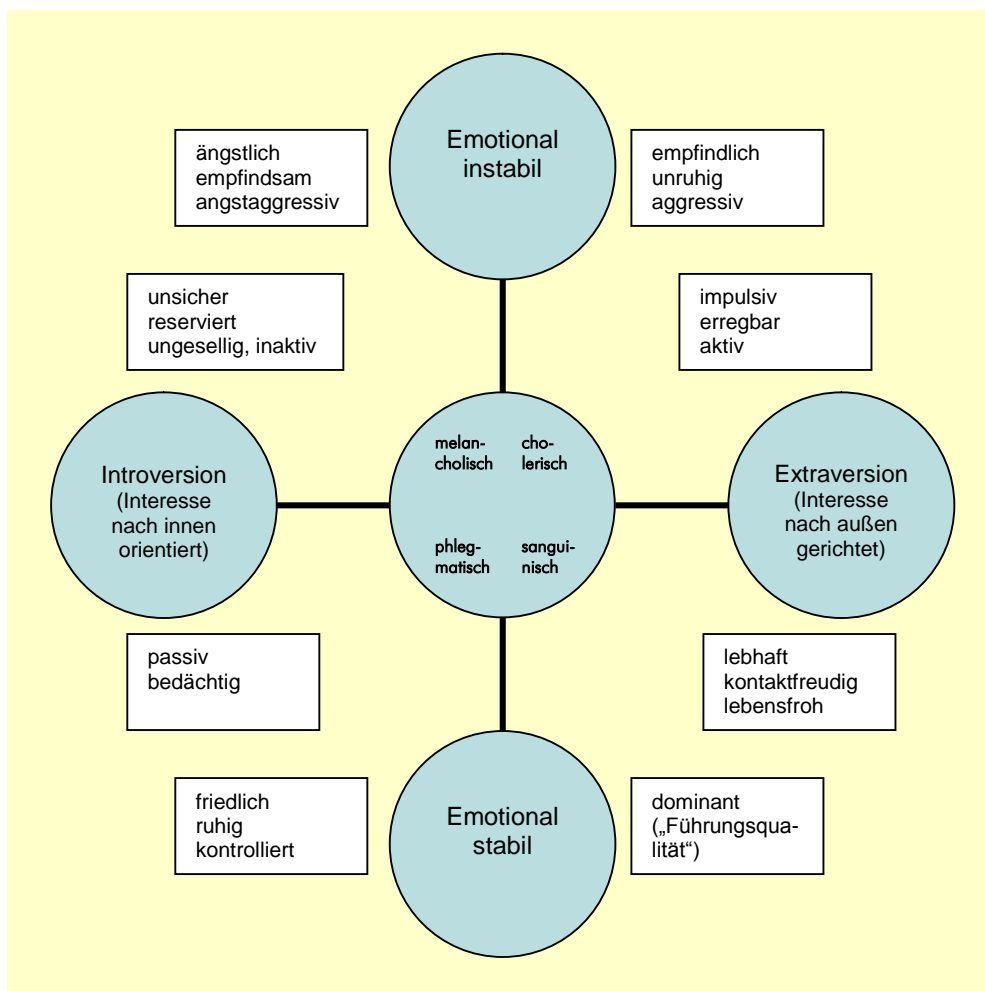 Emotional
instabil
ängstlich
empfindsam
angstaggressiv
empfindlich
unruhig
aggressiv
unsicher
reserviert
ungesellig, inaktiv
impulsiv
erregbar
aktiv
Introversion
(Interesse
nach innen
orientiert)
melan-
cholisch
cho-
lerisch
phleg-
matisch
sangui-
nisch
Extraversion
(Interesse
nach außen
gerichtet)
passiv
bedächtig
lebhaft
kontaktfreudig
lebensfroh
friedlich
ruhig
kontrolliert
Emotional
stabil
dominant
(„Führungsqua-
lität“)